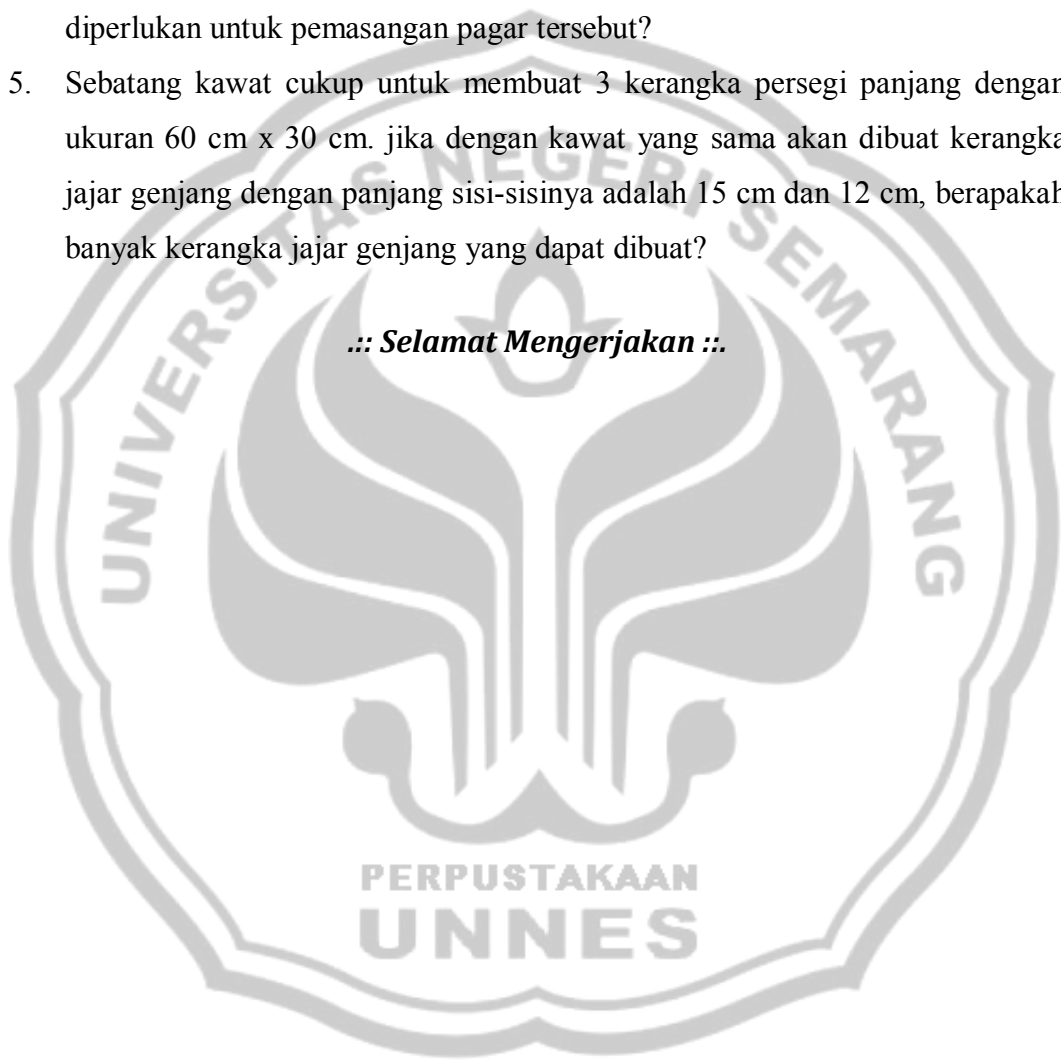 diperlukan untuk pemasangan pagar tersebut?
5. Sebatang kawat cukup untuk membuat 3 kerangka persegi panjang dengan
ukuran 60 cm x 30 cm. jika dengan kawat yang sama akan dibuat kerangka
jajar genjang dengan panjang sisi-sisinya adalah 15 cm dan 12 cm, berapakah
banyak kerangka jajar genjang yang dapat dibuat?
.:: Selamat Mengerjakan ::.
UNIVERSITAS NEGERI SEMARANG
PERPUSTAKAAN
UNNES